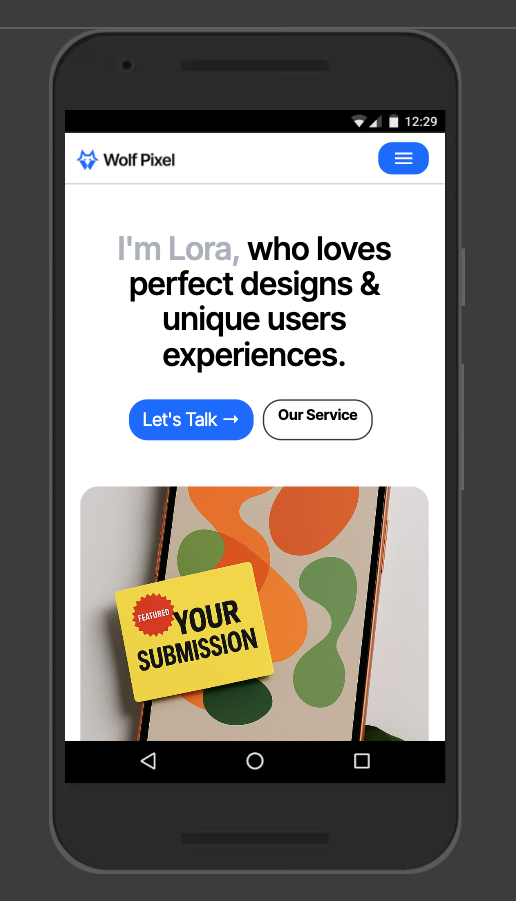 12:29
Wolf Pixel
I'm Lora, who loves
perfect designs &
unique users
experiences.
Let's Talk →
Our Service
FEATURED
YOUR
SUBMISSION